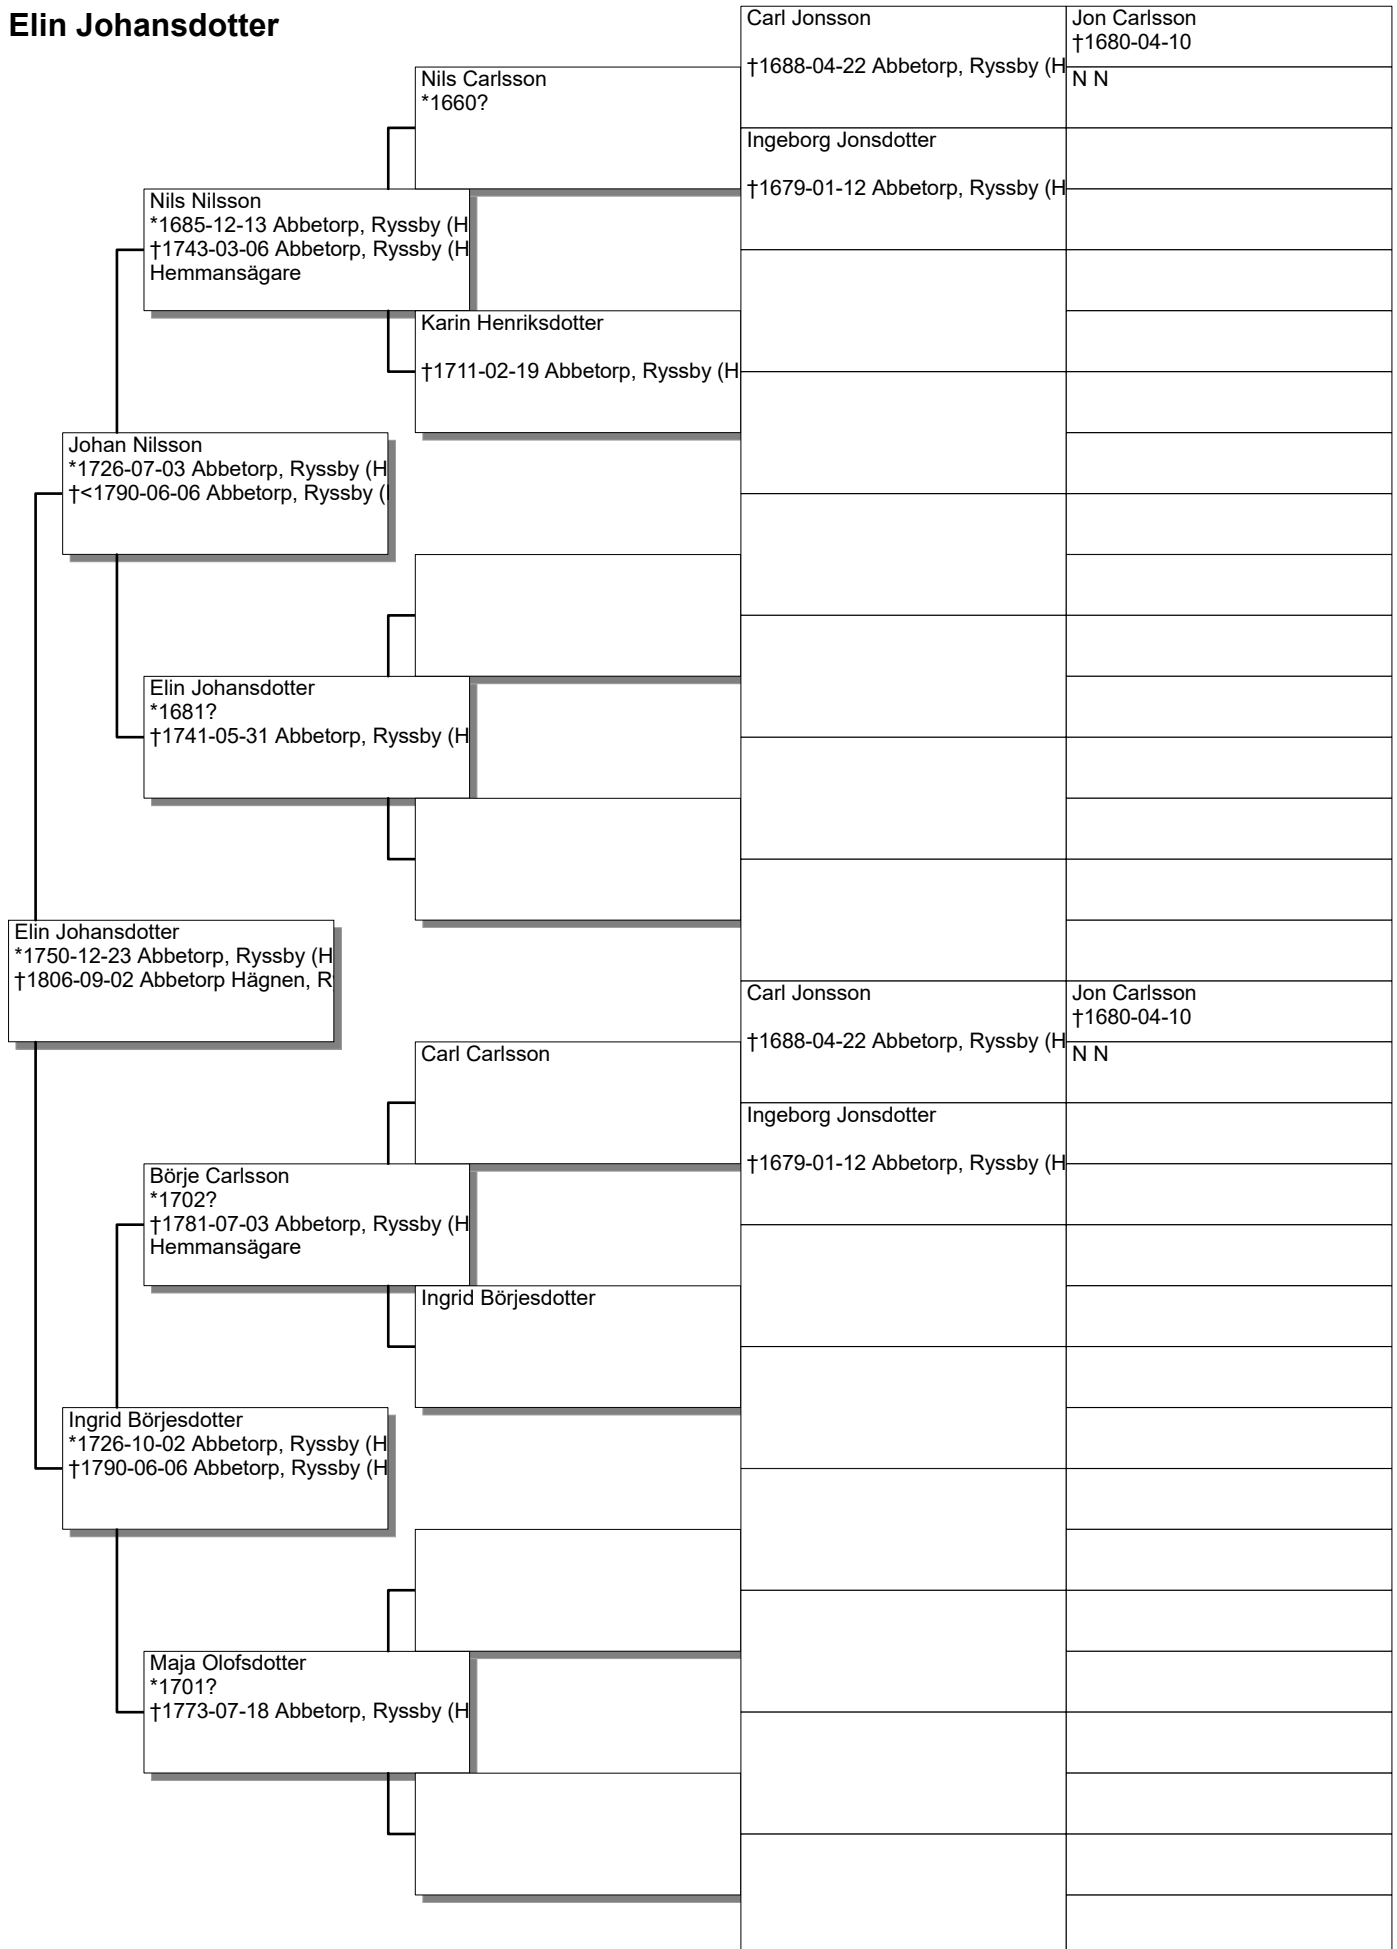 Elin Johansdotter
Carl Jonsson
†1688-04-22 Abbetorp, Ryssby (H
Jon Carlsson
†1680-04-10
N N
Nils Carlsson
*1660?
Ingeborg Jonsdotter
†1679-01-12 Abbetorp, Ryssby (H
Nils Nilsson
*1685-12-13 Abbetorp, Ryssby (H
†1743-03-06 Abbetorp, Ryssby (H
Hemmansägare
Karin Henriksdotter
†1711-02-19 Abbetorp, Ryssby (H
Johan Nilsson
*1726-07-03 Abbetorp, Ryssby (H
†<1790-06-06 Abbetorp, Ryssby (
Elin Johansdotter
*1681?
†1741-05-31 Abbetorp, Ryssby (H
Elin Johansdotter
*1750-12-23 Abbetorp, Ryssby (H
†1806-09-02 Abbetorp Hägnen, R
Carl Jonsson
†1688-04-22 Abbetorp, Ryssby (H
Jon Carlsson
†1680-04-10
N N
Carl Carlsson
Ingeborg Jonsdotter
†1679-01-12 Abbetorp, Ryssby (H
Börje Carlsson
*1702?
†1781-07-03 Abbetorp, Ryssby (H
Hemmansägare
Ingrid Börjesdotter
Ingrid Börjesdotter
*1726-10-02 Abbetorp, Ryssby (H
†1790-06-06 Abbetorp, Ryssby (H
Maja Olofsdotter
*1701?
†1773-07-18 Abbetorp, Ryssby (H